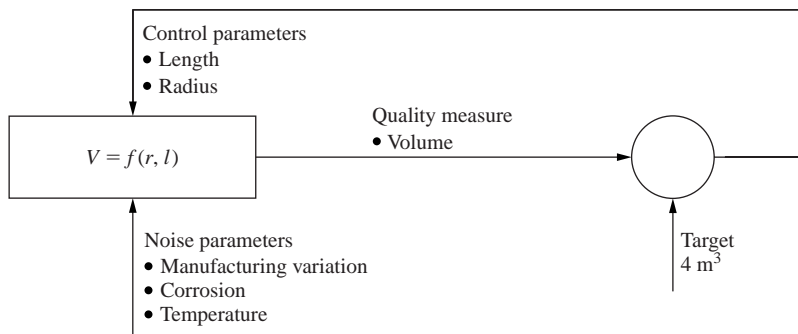 Control parameters
• Length
• Radius
V = f(r, l)
Quality measure
• Volume
Noise parameters
• Manufacturing variation
• Corrosion
• Temperature
Target
4 m³